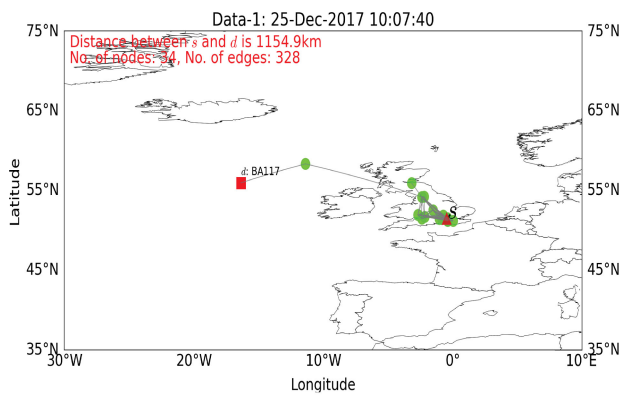 Data-1: 25-Dec-2017 10:07:40
75°N
75°N
Distance between s and d is 1154.9km
No. of nodes: 34, No. of edges: 328
65°N
65°N
d: BA117
55°N
55°N
S
45°N
45°N
35°N
35°N
30°W
20°W
10°W
0°
10°E
Latitude
Longitude